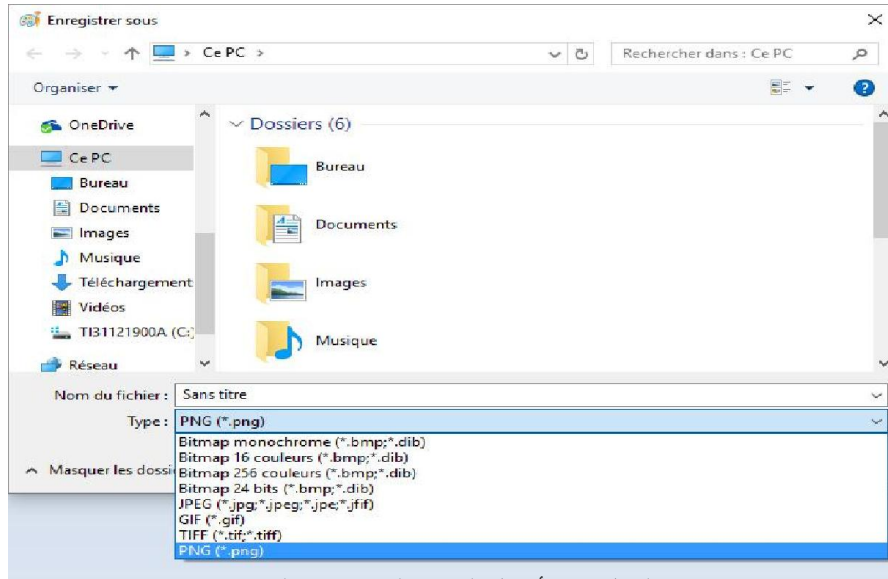 Enregistrer sous
Ce PC
Rechercher dans : Ce PC
Organiser
OneDrive
Ce PC
Bureau
Documents
Images
Musique
Téléchargement
Vidéos
TI31121900A (C:)
Réseau
Dossiers (6)
Bureau
Documents
Images
Musique
Nom du fichier : Sans titre
Type : PNG (*.png)
Bitmap monochrome (*.bmp;*.dib)
Bitmap 16 couleurs (*.bmp;*.dib)
Bitmap 256 couleurs (*.bmp;*.dib)
Bitmap 24 bits (*.bmp;*.dib)
JPEG (*.jpg;*.jpeg;*.jpe;*.jfif)
GIF (*.gif)
TIFF (*.tif;*.tiff)
PNG (*.png)
Masquer les dossi